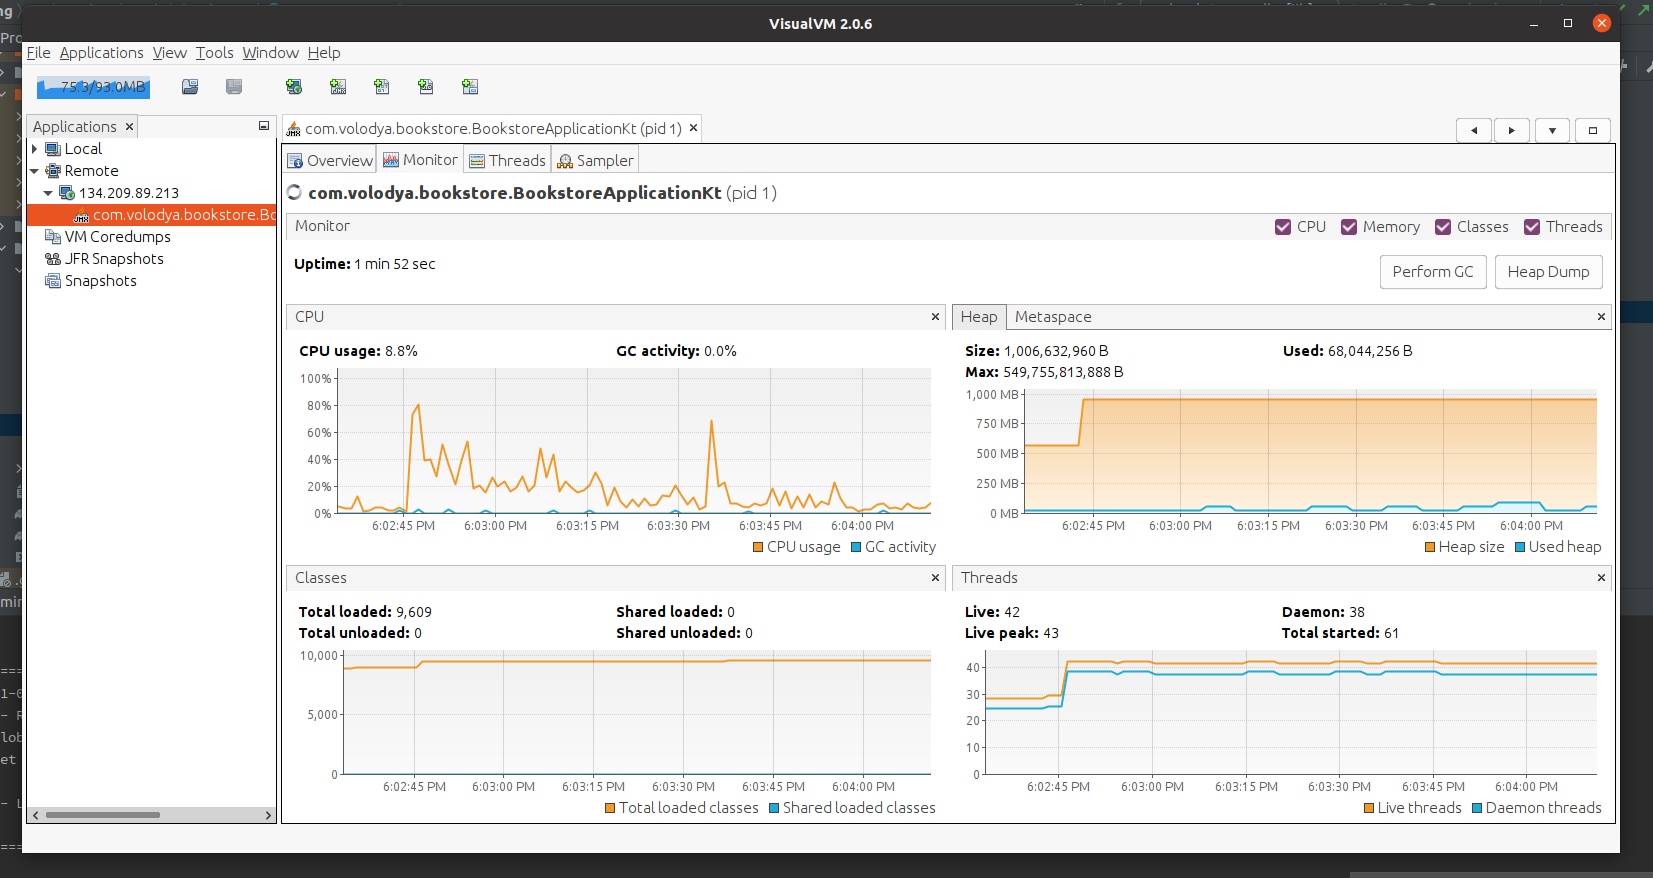 ng
VisualVM 2.0.6
Pro
File Applications View Tools Window Help
75.3/93.0MB
Applications
com.volodya.bookstore.BookstoreApplicationKt (pid 1)
Local
Remote
134.209.89.213
com.volodya.bookstore.Bo
VM Coredumps
JFR Snapshots
Snapshots
Overview Monitor Threads Sampler
com.volodya.bookstore.BookstoreApplicationKt (pid 1)
Monitor
CPU Memory Classes Threads
Uptime: 1 min 52 sec
Perform GC Heap Dump
CPU
CPU usage: 8.8% GC activity: 0.0%
100%
80%
60%
40%
20%
0%
6:02:45 PM 6:03:00 PM 6:03:15 PM 6:03:30 PM 6:03:45 PM 6:04:00 PM
CPU usage GC activity
Heap Metaspace
Size: 1,006,632,960 B Used: 68,044,256 B
Max: 549,755,813,888 B
1,000 MB
750 MB
500 MB
250 MB
0 MB
6:02:45 PM 6:03:00 PM 6:03:15 PM 6:03:30 PM 6:03:45 PM 6:04:00 PM
Heap size Used heap
Classes
Total loaded: 9,609 Shared loaded: 0
Total unloaded: 0 Shared unloaded: 0
10,000
5,000
0
6:02:45 PM 6:03:00 PM 6:03:15 PM 6:03:30 PM 6:03:45 PM 6:04:00 PM
Total loaded classes Shared loaded classes
Threads
Live: 42 Daemon: 38
Live peak: 43 Total started: 61
40
30
20
10
0
6:02:45 PM 6:03:00 PM 6:03:15 PM 6:03:30 PM 6:03:45 PM 6:04:00 PM
Live threads Daemon threads
min
===
1-0
- R
lob
et
- L
===